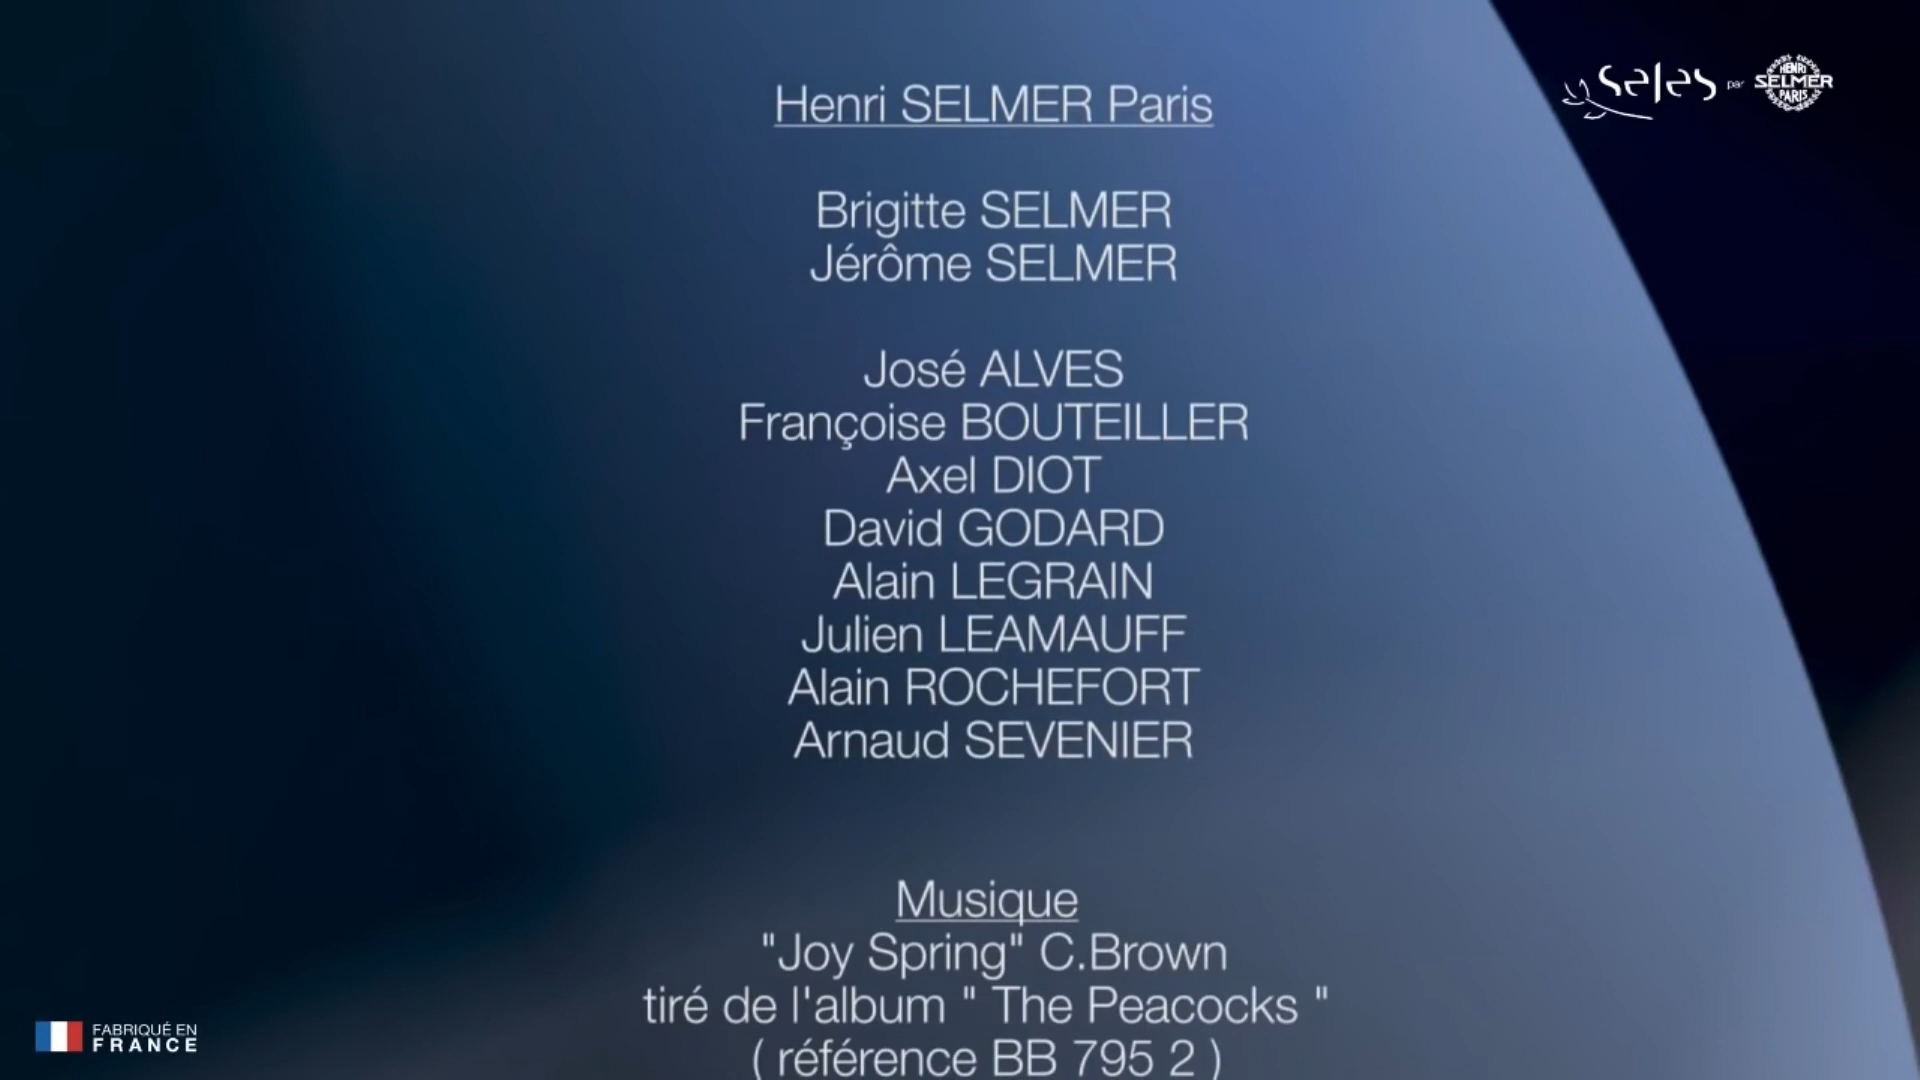 Henri SELMER Paris
seles par HENRI SELMER PARIS
Brigitte SELMER
Jérôme SELMER
José ALVES
Françoise BOUTEILLER
Axel DIOT
David GODARD
Alain LEGRAIN
Julien LEAMAUFF
Alain ROCHEFORT
Arnaud SEVENIER
Musique
"Joy Spring" C.Brown
tiré de l'album " The Peacocks "
( référence BB 795 2 )
FABRIQUÉ EN
FRANCE